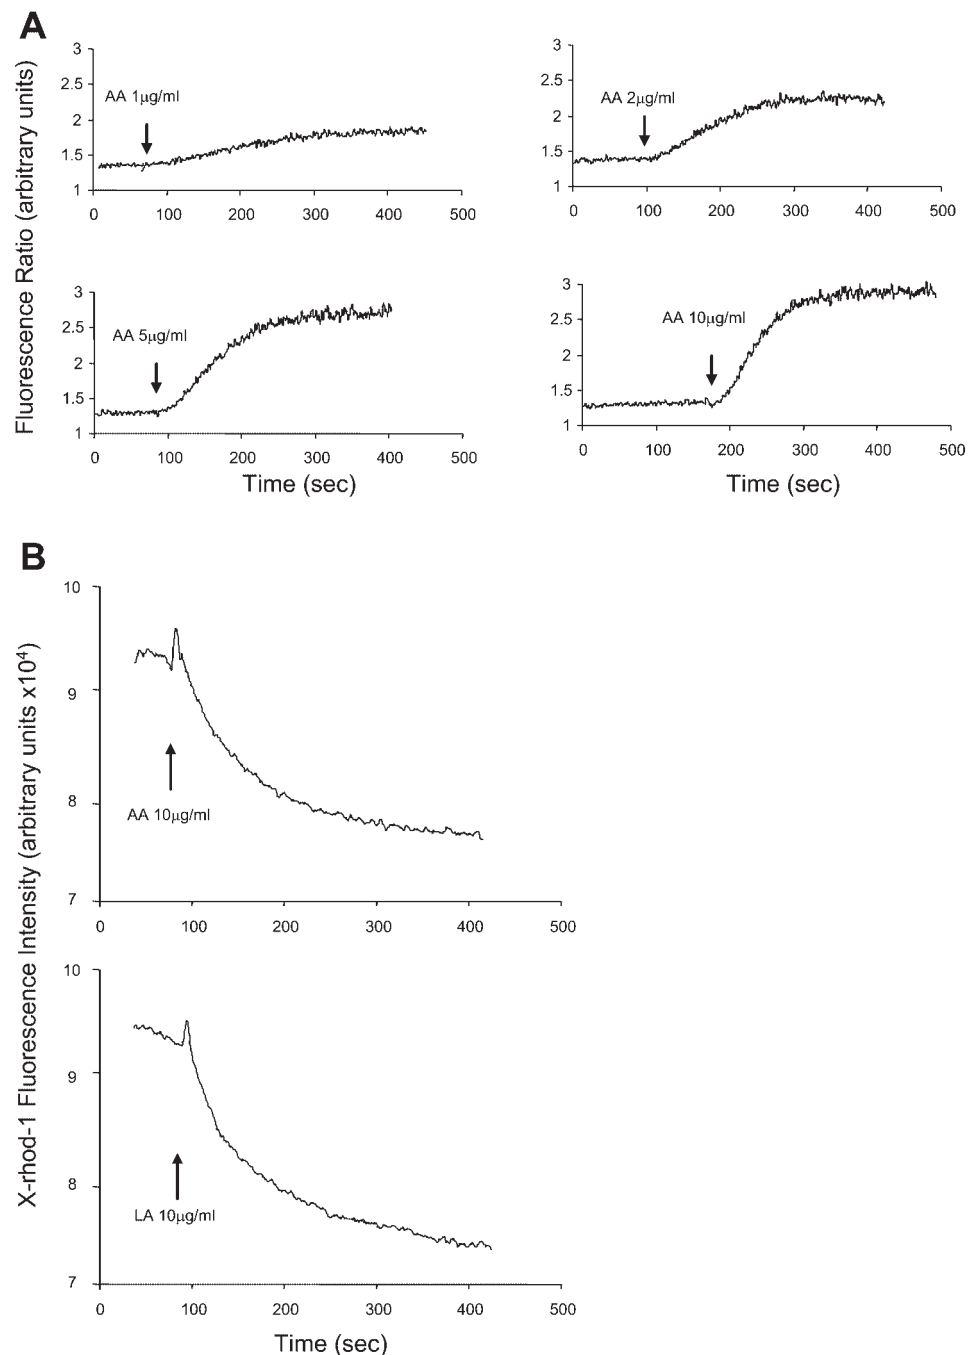 A
Fluorescence Ratio (arbitrary units)
3
2.5
2
1.5
1
AA 1µg/ml
0 100 200 300 400 500
3
2.5
2
1.5
1
AA 2µg/ml
0 100 200 300 400 500
3
2.5
2
1.5
1
AA 5µg/ml
0 100 200 300 400 500
Time (sec)
3
2.5
2
1.5
1
AA 10µg/ml
0 100 200 300 400 500
Time (sec)
B
X-rhod-1 Fluorescence Intensity (arbitrary units x10⁴)
10
9
8
7
AA 10µg/ml
0 100 200 300 400 500
10
9
8
7
LA 10µg/ml
0 100 200 300 400 500
Time (sec)